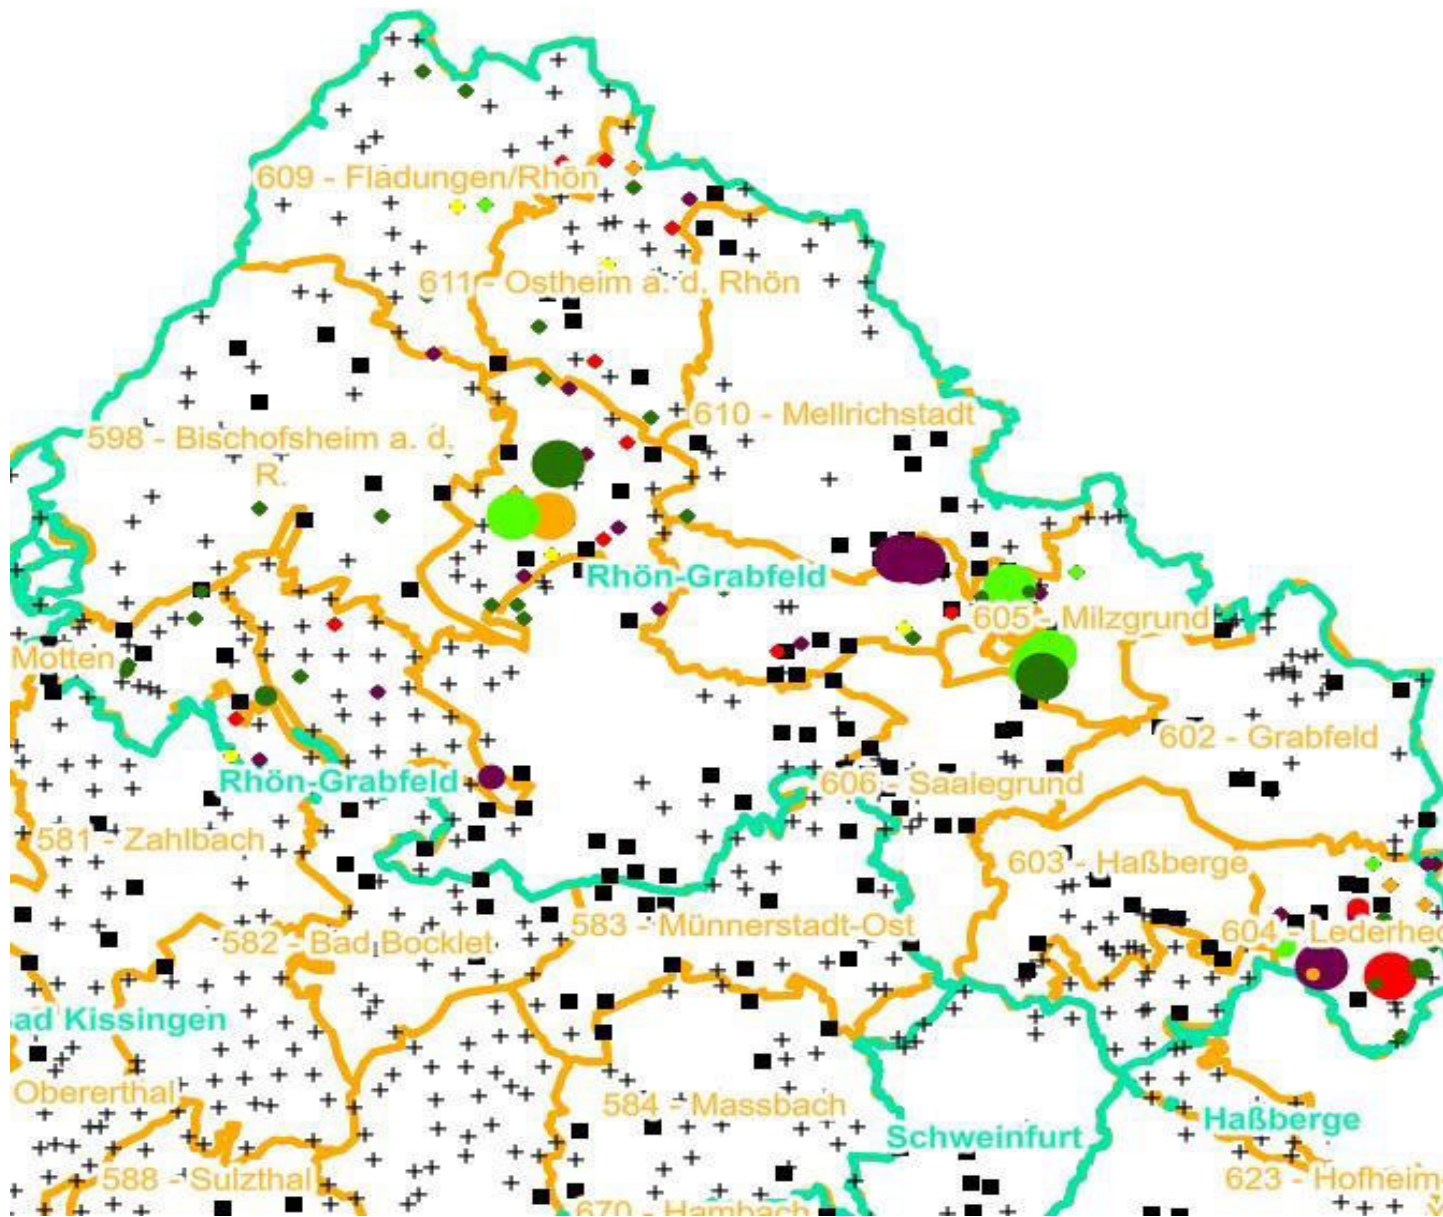 609 - Fladungen/Rhön
611 - Ostheim a. d. Rhön
610 - Mellrichstadt
598 - Bischofsheim a. d.
R.
Rhön-Grabfeld
605 - Milzgrund
Motten
602 - Grabfeld
Rhön-Grabfeld
606 - Saalegrund
581 - Zahlbach
603 - Haßberge
583 - Münnerstadt-Ost
604 - Lederhec
582 - Bad Bocklet
ad Kissingen
Obererthal
584 - Massbach
Haßberge
Schweinfurt
588 - Sulzthal
623 - Hofheim
670 - Hambach